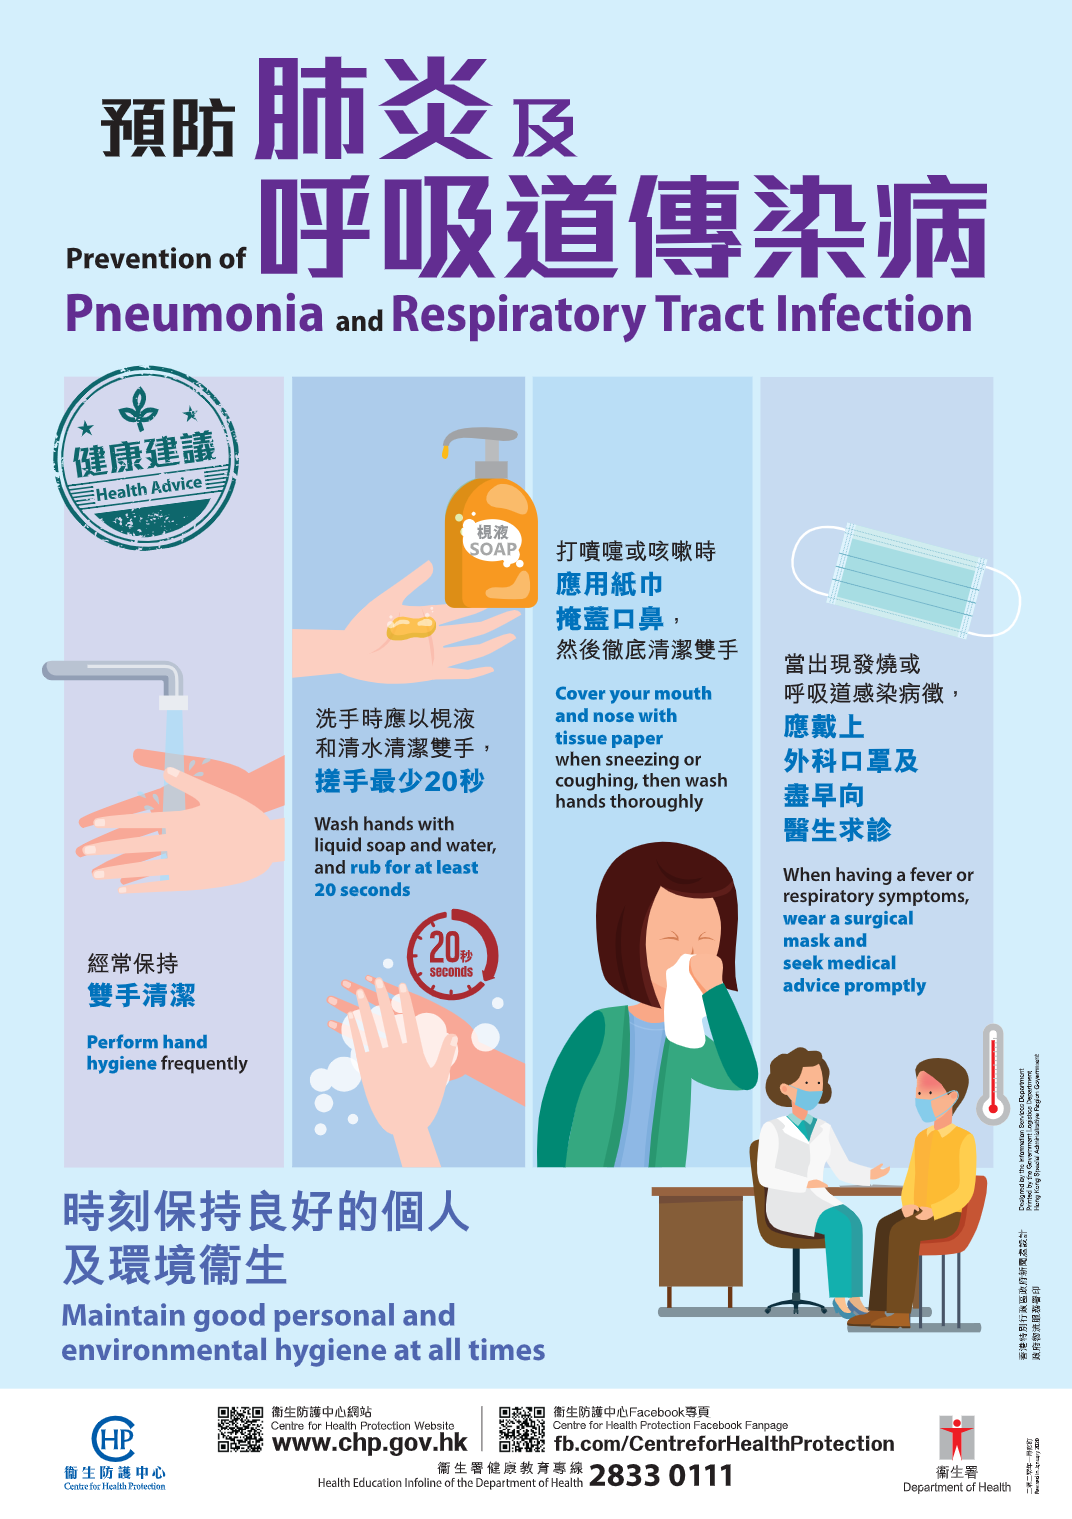 預防 肺炎 及
呼吸道傳染病
Prevention of
Pneumonia and Respiratory Tract Infection
健康建議
Health Advice
梘液
SOAP
經常保持
雙手清潔
Perform hand
hygiene frequently
洗手時應以梘液
和清水清潔雙手，
搓手最少20秒
Wash hands with
liquid soap and water,
and rub for at least
20 seconds
20秒
seconds
打噴嚏或咳嗽時
應用紙巾
掩蓋口鼻，
然後徹底清潔雙手
Cover your mouth
and nose with
tissue paper
when sneezing or
coughing, then wash
hands thoroughly
當出現發燒或
呼吸道感染病徵，
應戴上
外科口罩及
盡早向
醫生求診
When having a fever or
respiratory symptoms,
wear a surgical
mask and
seek medical
advice promptly
時刻保持良好的個人
及環境衞生
Maintain good personal and
environmental hygiene at all times
Designed by the Information Services Department
Printed by the Government Logistics Department
Hong Kong Special Administrative Region Government
香港特別行政區政府新聞處設計
政府物流服務署印
CHP
衞生防護中心
Centre for Health Protection
衞生防護中心網站
Centre for Health Protection Website
www.chp.gov.hk
衞生防護中心Facebook專頁
Centre for Health Protection Facebook Fanpage
fb.com/CentreforHealthProtection
衞生署健康教育專線
Health Education Infoline of the Department of Health 2833 0111
衞生署
Department of Health
二零二零年一月修訂
Revised in January 2020